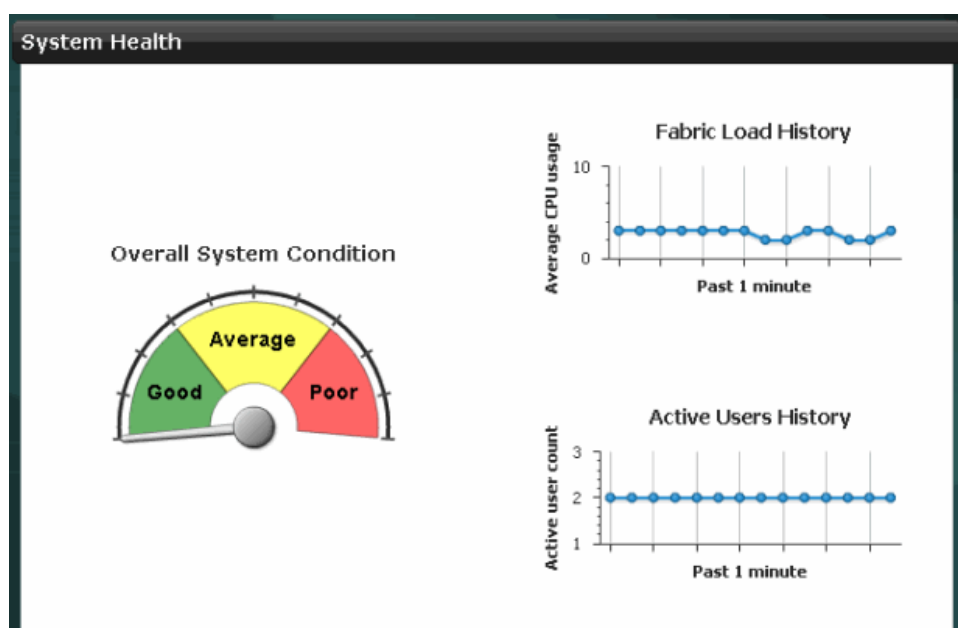 System Health
Overall System Condition
Good
Average
Poor
Fabric Load History
Average CPU usage
10
0
Past 1 minute
Active Users History
Active user count
3
2
1
Past 1 minute